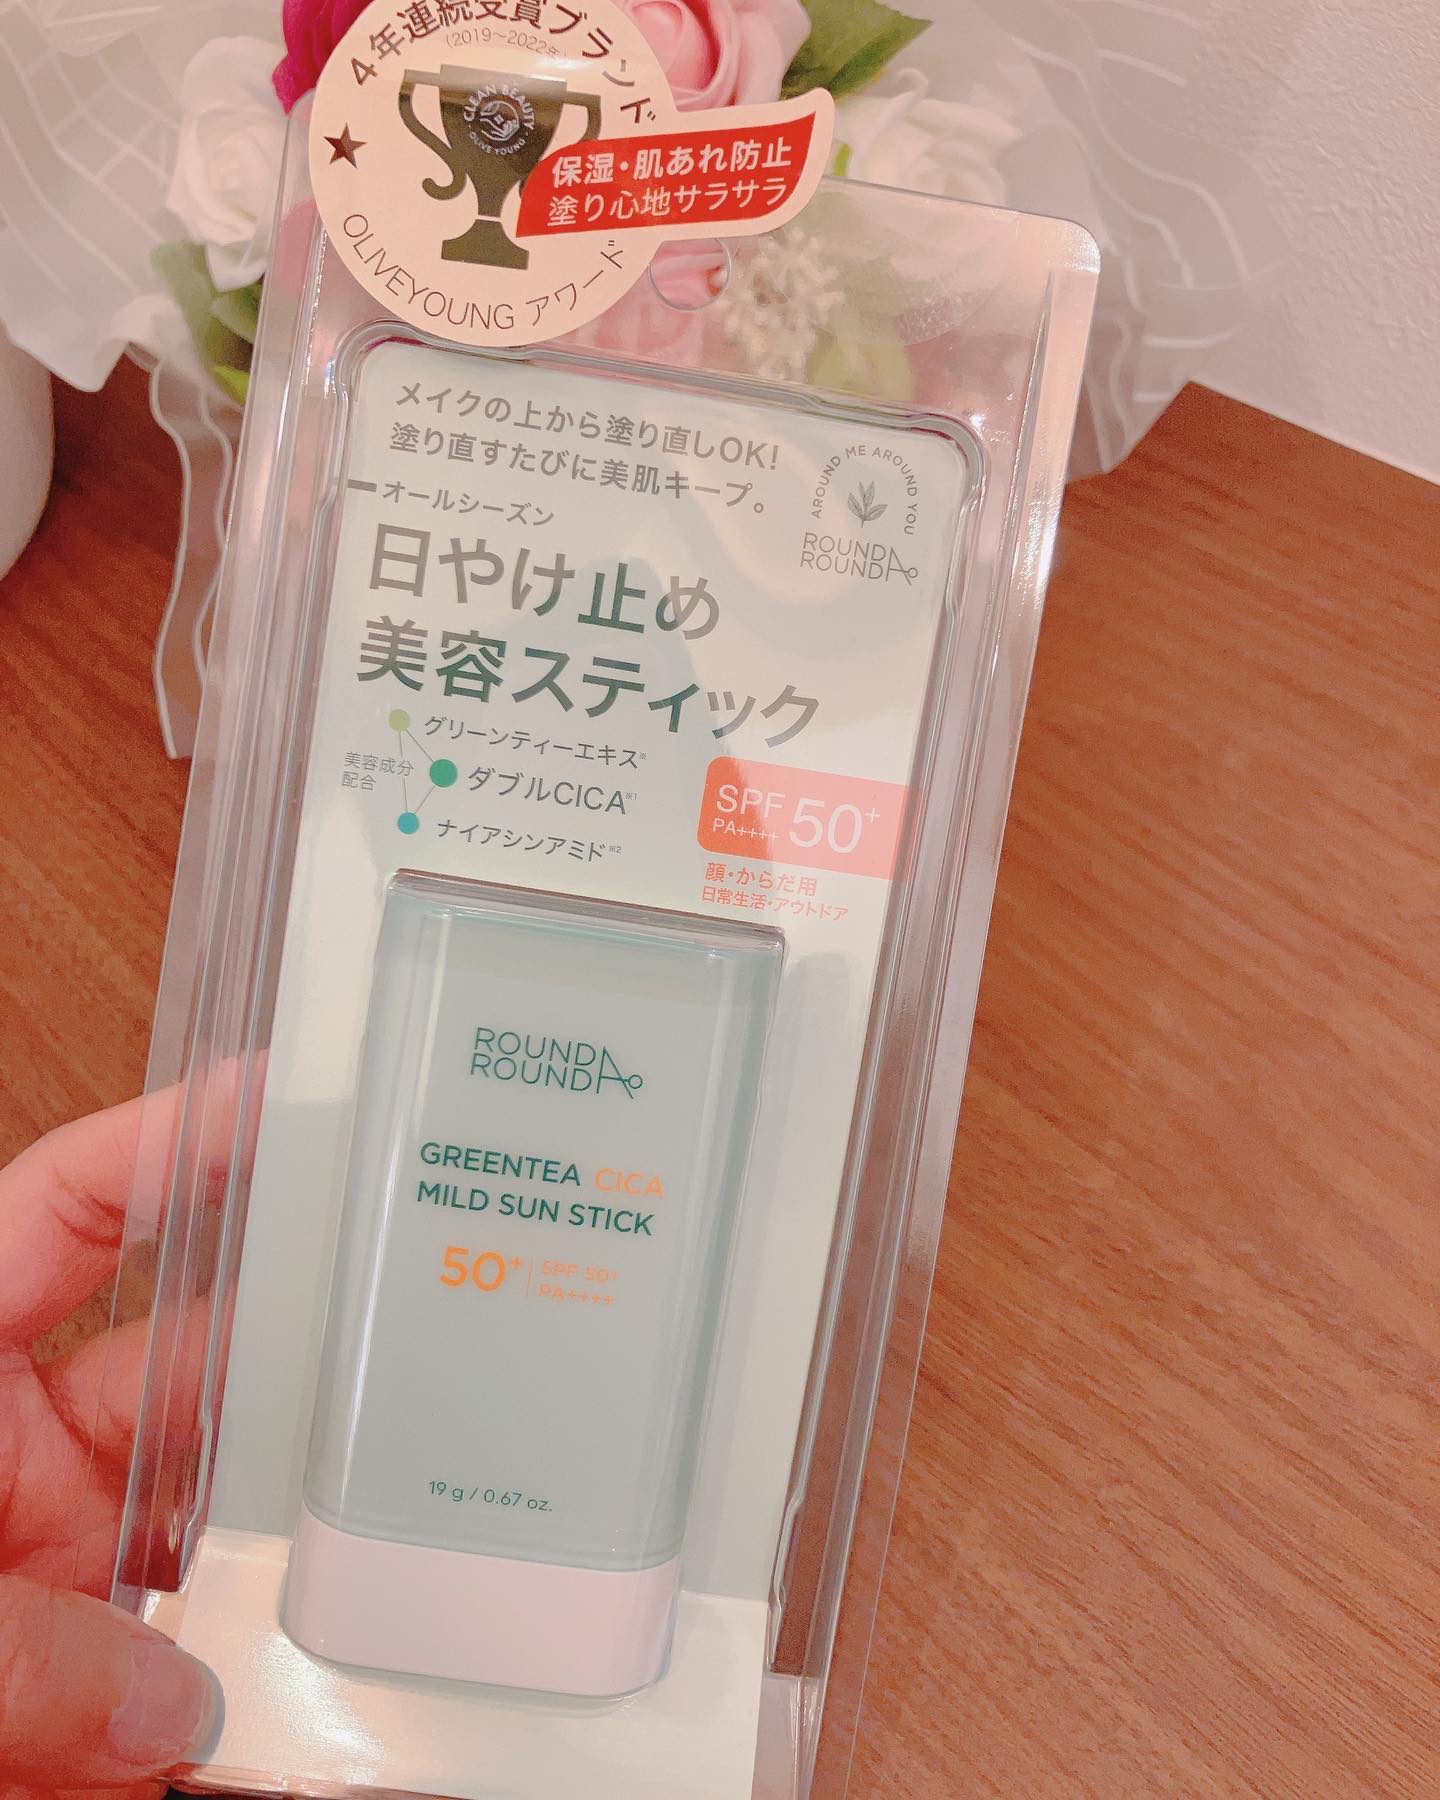 4年連続受賞ブランド
(2019～2022年)
CLEAN BEAUTY
OLIVE YOUNG
保湿・肌あれ防止
塗り心地サラサラ
OLIVEYOUNG アワード
メイクの上から塗り直しOK!
塗り直すたびに美肌キープ。
オールシーズン
AROUND ME AROUND YOU
ROUND A
ROUND
日やけ止め
美容スティック
美容成分
配合
グリーンティーエキス※
ダブルCICA※1
ナイアシンアミド※2
SPF 50+
PA++++
顔・からだ用
日常生活・アウトドア
ROUND A
ROUND
GREENTEA CICA
MILD SUN STICK
50+ SPF 50+
PA++++
19 g / 0.67 oz.